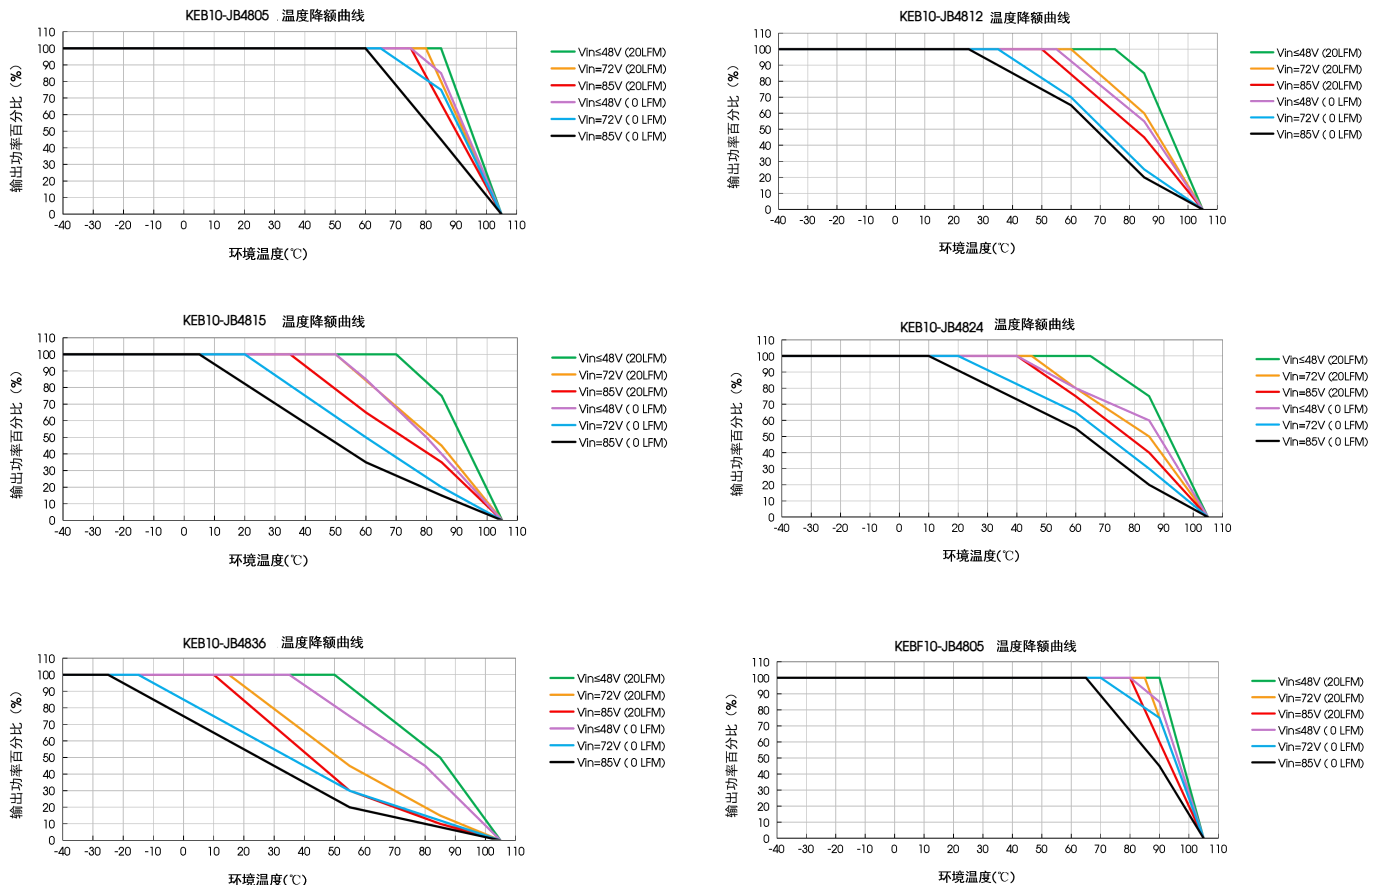 KEB10-JB4805 温度降额曲线
输出功率百分比（%）
110
100
90
80
70
60
50
40
30
20
10
0
-40 -30 -20 -10 0 10 20 30 40 50 60 70 80 90 100 110
环境温度(℃)
Vin≤48V (20LFM)
Vin=72V (20LFM)
Vin=85V (20LFM)
Vin≤48V ( 0 LFM)
Vin=72V ( 0 LFM)
Vin=85V ( 0 LFM)
KEB10-JB4812 温度降额曲线
输出功率百分比（%）
110
100
90
80
70
60
50
40
30
20
10
0
-40 -30 -20 -10 0 10 20 30 40 50 60 70 80 90 100 110
环境温度(℃)
Vin≤48V (20LFM)
Vin=72V (20LFM)
Vin=85V (20LFM)
Vin≤48V ( 0 LFM)
Vin=72V ( 0 LFM)
Vin=85V ( 0 LFM)
KEB10-JB4815 温度降额曲线
输出功率百分比（%）
110
100
90
80
70
60
50
40
30
20
10
0
-40 -30 -20 -10 0 10 20 30 40 50 60 70 80 90 100 110
环境温度(℃)
Vin≤48V (20LFM)
Vin=72V (20LFM)
Vin=85V (20LFM)
Vin≤48V ( 0 LFM)
Vin=72V ( 0 LFM)
Vin=85V ( 0 LFM)
KEB10-JB4824 温度降额曲线
输出功率百分比（%）
110
100
90
80
70
60
50
40
30
20
10
0
-40 -30 -20 -10 0 10 20 30 40 50 60 70 80 90 100 110
环境温度(℃)
Vin≤48V (20LFM)
Vin=72V (20LFM)
Vin=85V (20LFM)
Vin≤48V ( 0 LFM)
Vin=72V ( 0 LFM)
Vin=85V ( 0 LFM)
KEB10-JB4836 温度降额曲线
输出功率百分比（%）
110
100
90
80
70
60
50
40
30
20
10
0
-40 -30 -20 -10 0 10 20 30 40 50 60 70 80 90 100 110
环境温度(℃)
Vin≤48V (20LFM)
Vin=72V (20LFM)
Vin=85V (20LFM)
Vin≤48V ( 0 LFM)
Vin=72V ( 0 LFM)
Vin=85V ( 0 LFM)
KEBF10-JB4805 温度降额曲线
输出功率百分比（%）
110
100
90
80
70
60
50
40
30
20
10
0
-40 -30 -20 -10 0 10 20 30 40 50 60 70 80 90 100 110
环境温度(℃)
Vin≤48V (20LFM)
Vin=72V (20LFM)
Vin=85V (20LFM)
Vin≤48V ( 0 LFM)
Vin=72V ( 0 LFM)
Vin=85V ( 0 LFM)